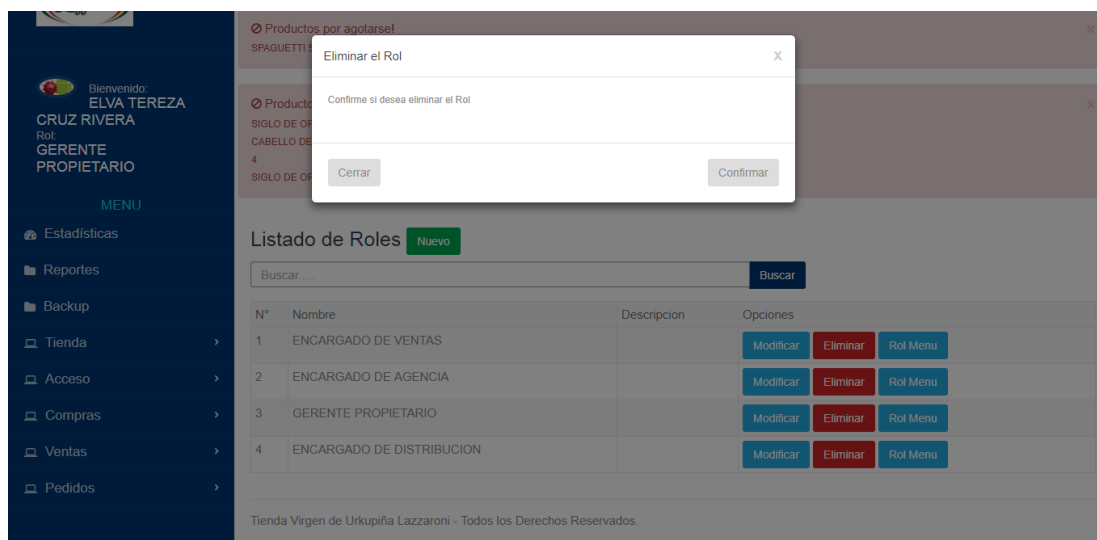 Productos por agotarse!
SPAGUETTI
Eliminar el Rol
X
Confirme si desea eliminar el Rol
Cerrar
Confirmar
SIGLO DE
CABELLO DE
4
SIGLO DE
Bienvenido:
ELVA TEREZA
CRUZ RIVERA
Rol:
GERENTE
PROPIETARIO
MENU
Estadísticas
Reportes
Backup
Tienda
Acceso
Compras
Ventas
Pedidos
Listado de Roles Nuevo
Buscar..... Buscar
N° Nombre Descripcion Opciones
1 ENCARGADO DE VENTAS Modificar Eliminar Rol Menu
2 ENCARGADO DE AGENCIA Modificar Eliminar Rol Menu
3 GERENTE PROPIETARIO Modificar Eliminar Rol Menu
4 ENCARGADO DE DISTRIBUCION Modificar Eliminar Rol Menu
Tienda Virgen de Urkupiña Lazzaroni - Todos los Derechos Reservados.